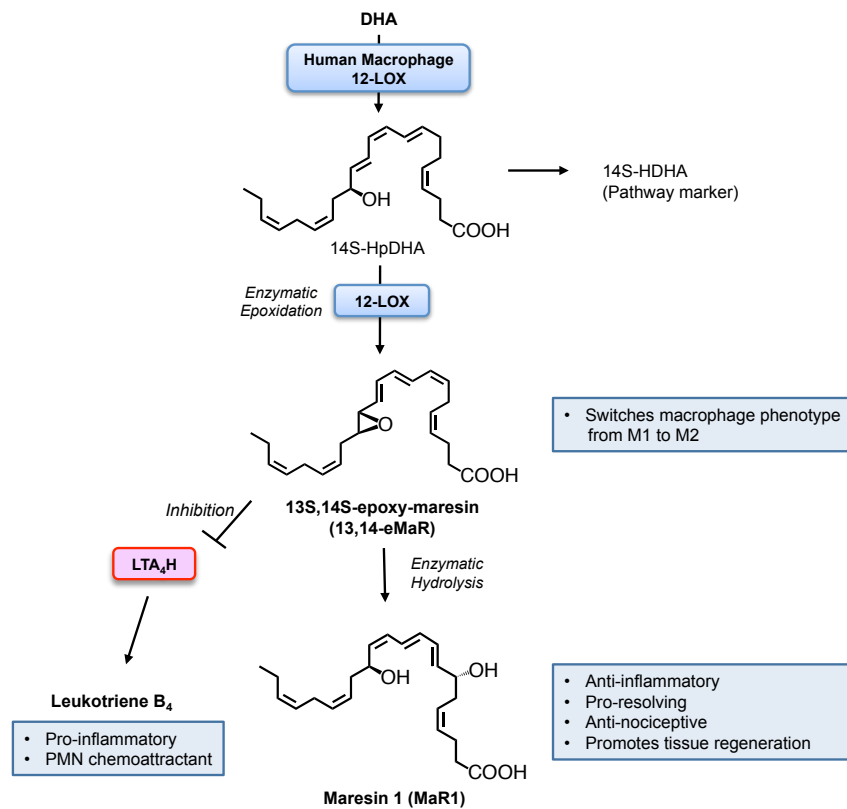 DHA
Human Macrophage
12-LOX
OH
COOH
14S-HpDHA
14S-HDHA
(Pathway marker)
Enzymatic
Epoxidation
12-LOX
O
COOH
13S,14S-epoxy-maresin
(13,14-eMaR)
• Switches macrophage phenotype
from M1 to M2
Inhibition
LTA₄H
Enzymatic
Hydrolysis
OH
OH
COOH
Maresin 1 (MaR1)
Leukotriene B₄
• Pro-inflammatory
• PMN chemoattractant
• Anti-inflammatory
• Pro-resolving
• Anti-nociceptive
• Promotes tissue regeneration